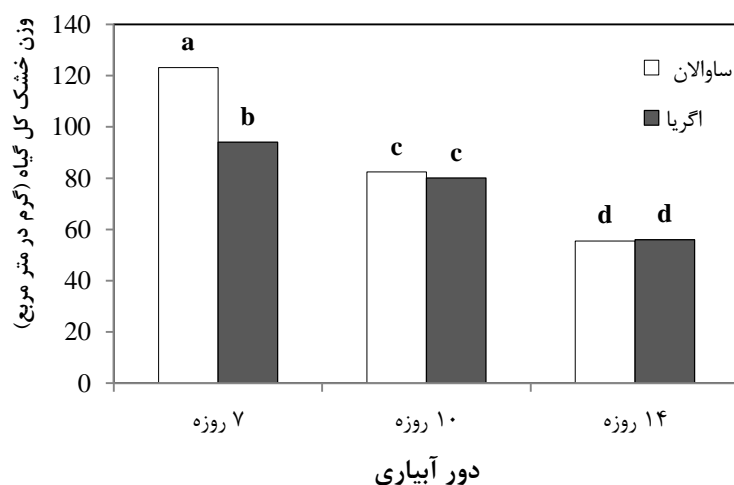 وزن خشک کل گیاه (گرم در متر مربع)
140
120
100
80
60
40
20
0
a
b
c
c
d
d
ساوالان
اگریا
۷ روزه
۱۰ روزه
۱۴ روزه
دور آبیاری